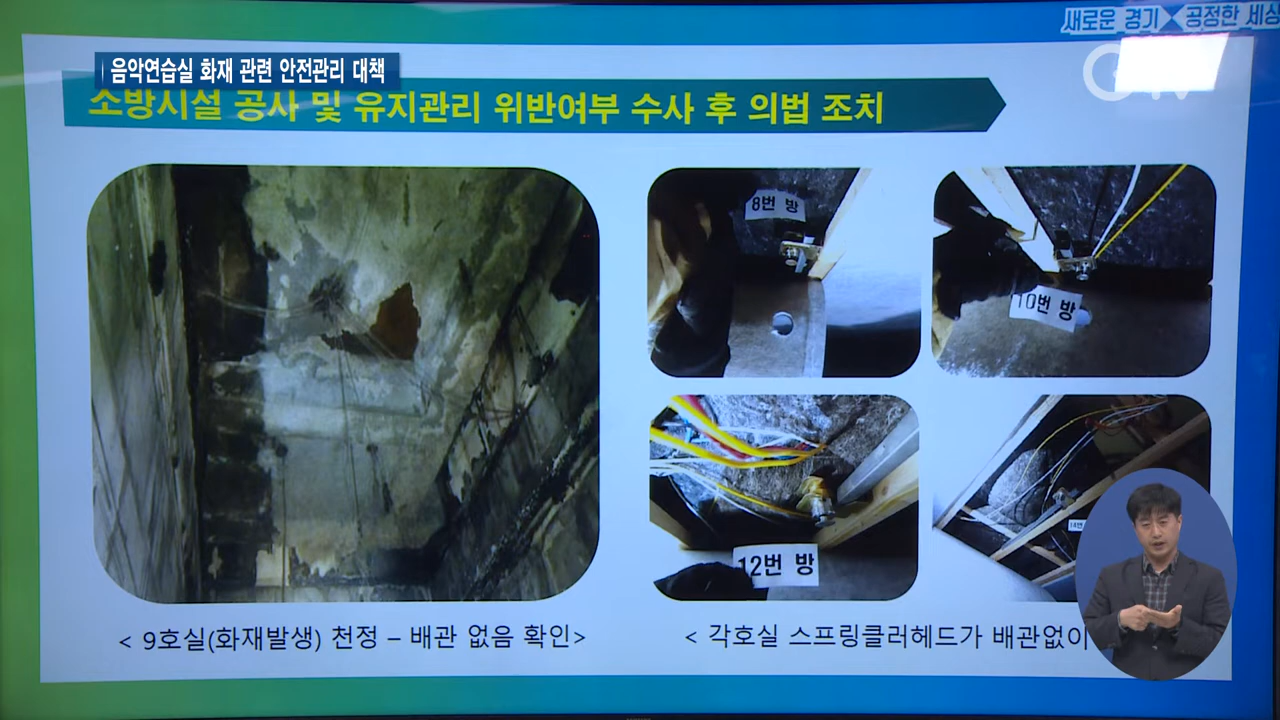 새로운 경기 공정한 세상
음악연습실 화재 관련 안전관리 대책
소방시설 공사 및 유지관리 위반여부 수사 후 의법 조치
8번 방
10번 방
12번 방
< 9호실(화재발생) 천정 – 배관 없음 확인>
< 각호실 스프링클러헤드가 배관없이